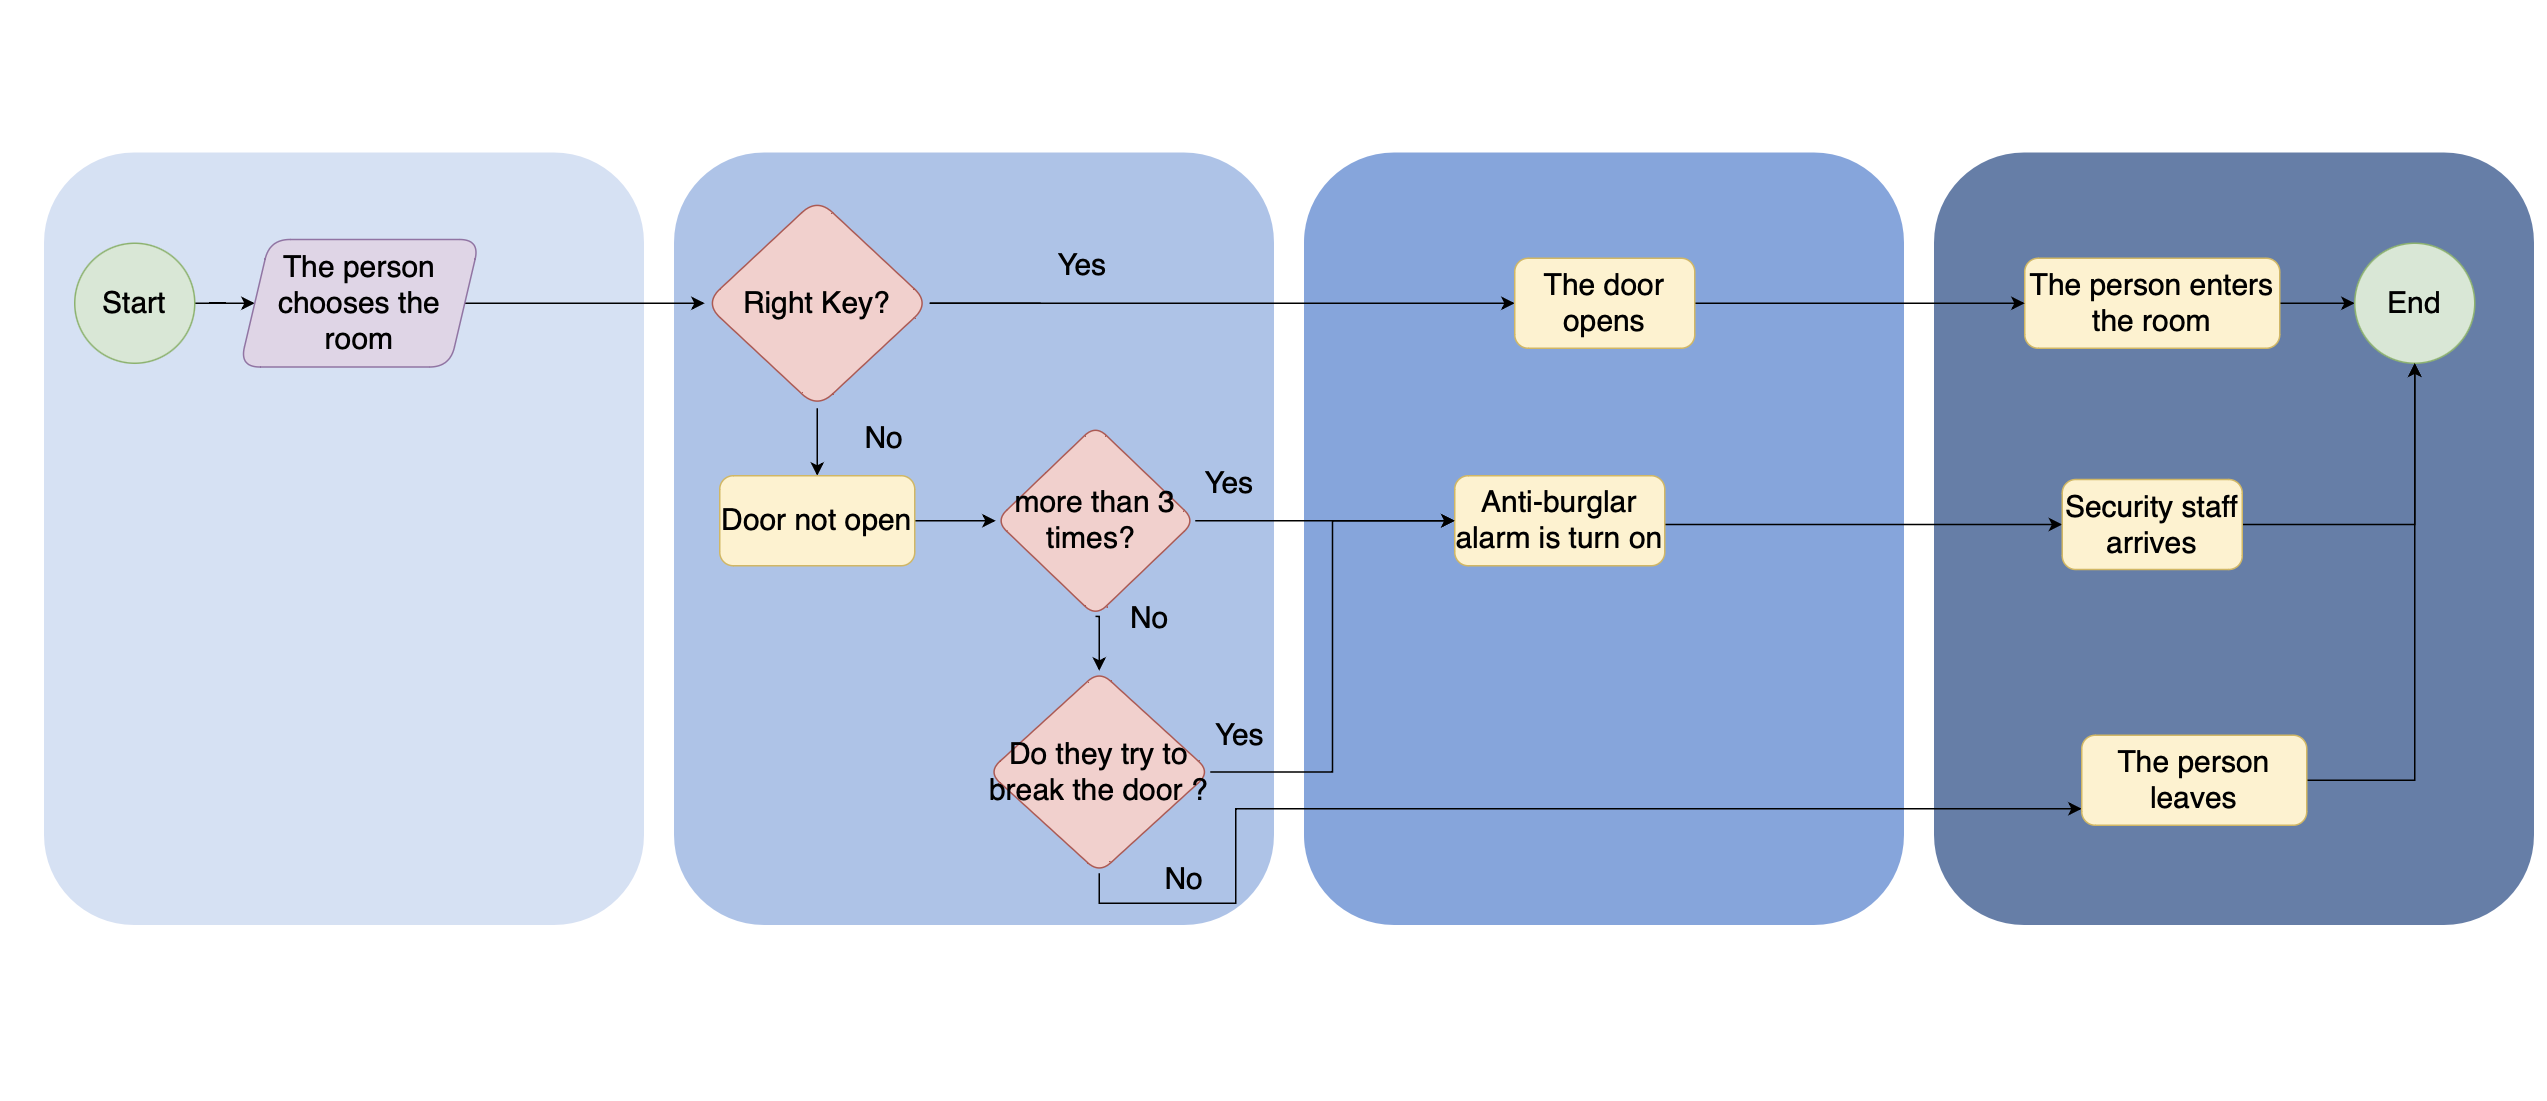 Start
The person
chooses the
room
Right Key?
Yes
The door
opens
The person enters
the room
End
No
Door not open
more than 3
times?
Yes
Anti-burglar
alarm is turn on
Security staff
arrives
No
Do they try to
break the door ?
Yes
The person
leaves
No